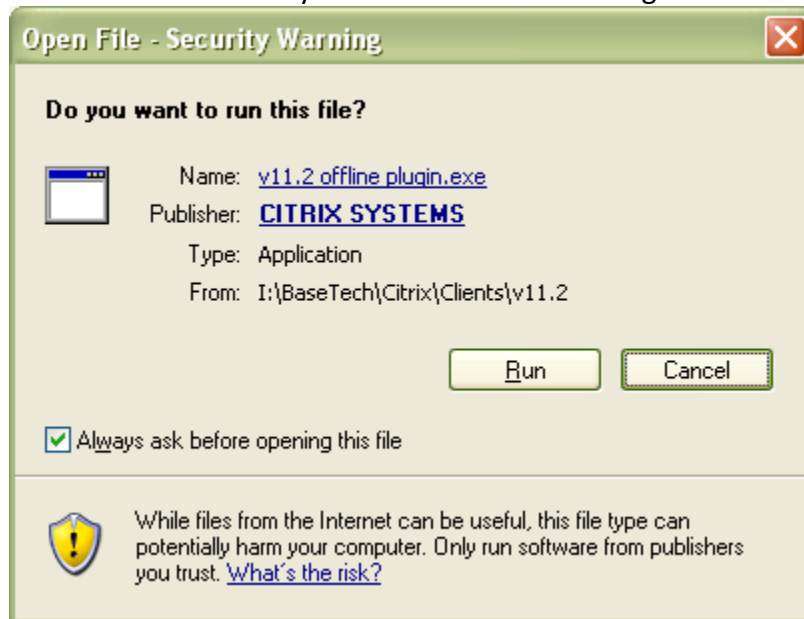 Open File - Security Warning
Do you want to run this file?
Name: v11.2 offline plugin.exe
Publisher: CITRIX SYSTEMS
Type: Application
From: I:\BaseTech\Citrix\Clients\v11.2
Run Cancel
Always ask before opening this file
While files from the Internet can be useful, this file type can
potentially harm your computer. Only run software from publishers
you trust. What's the risk?